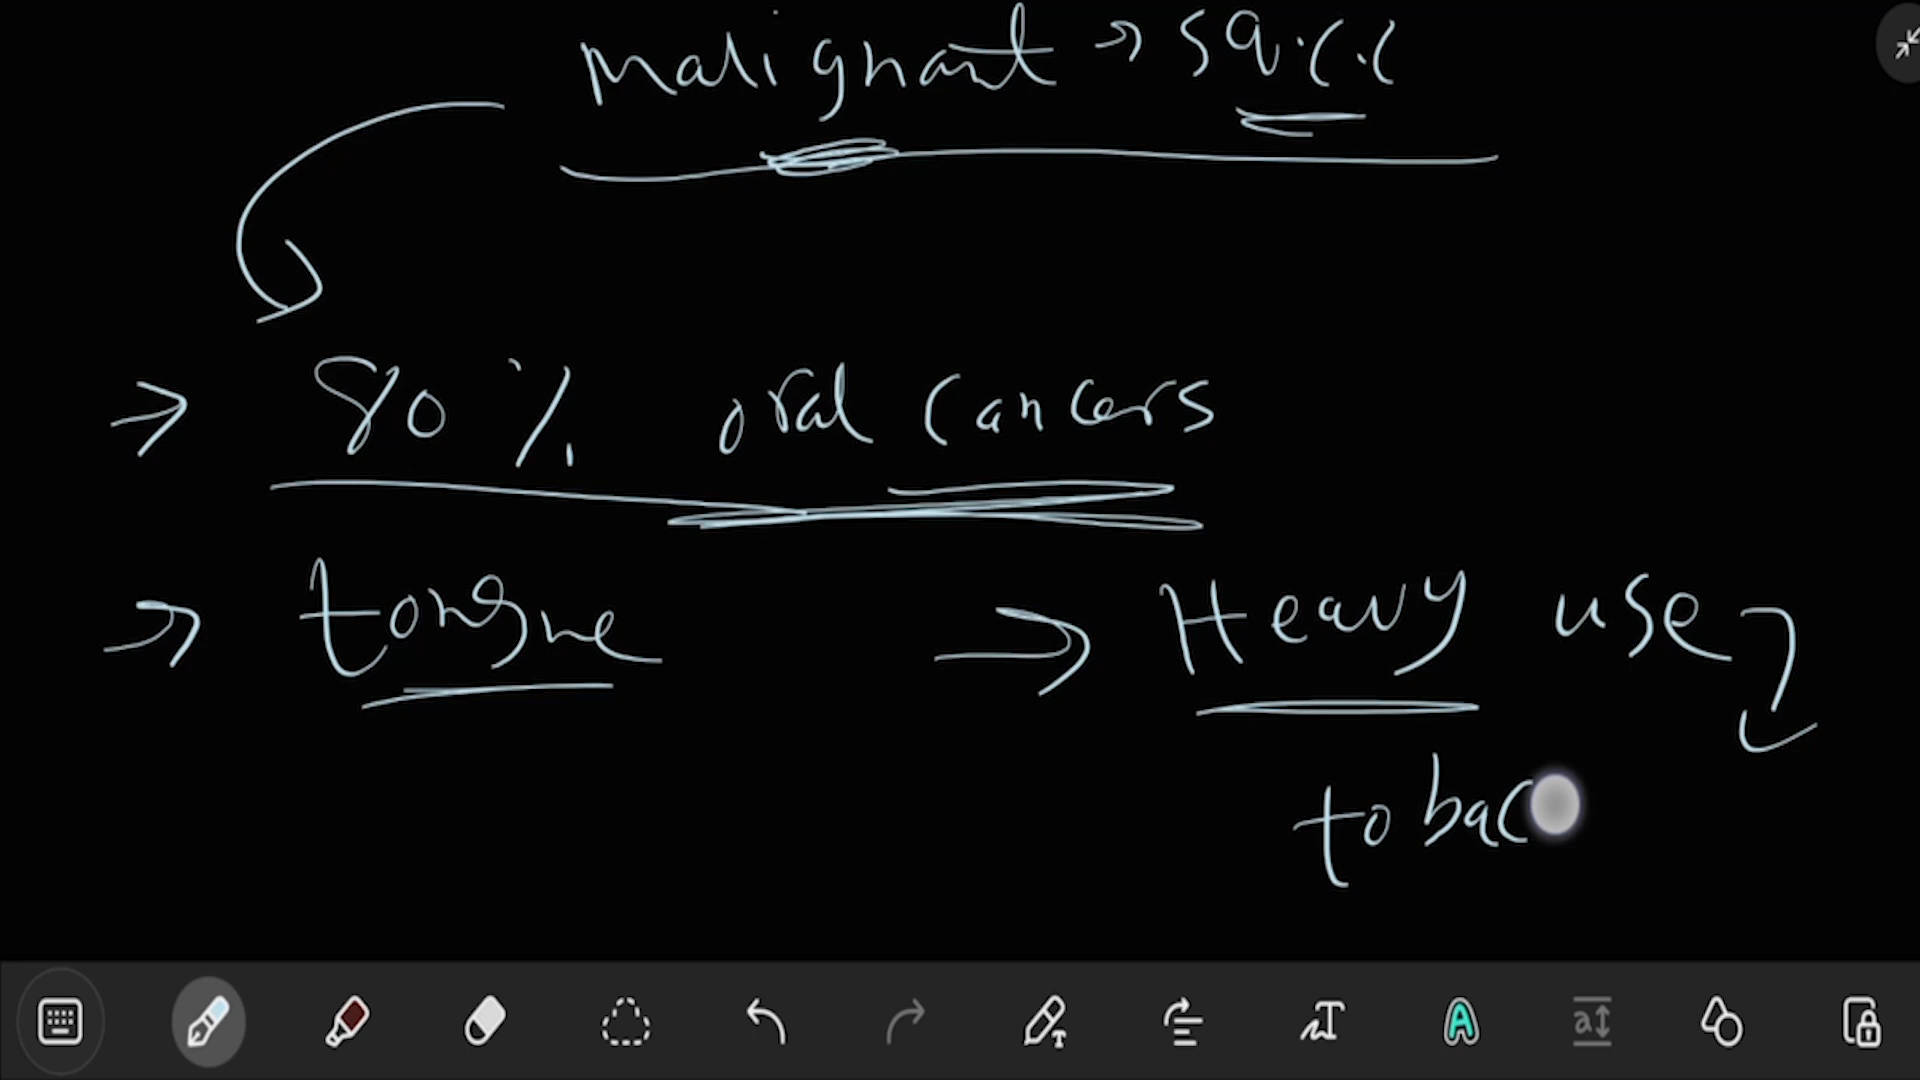 malignant → sq.c.c
→ 80% oral cancers
→ tongue → Heavy use
tobac